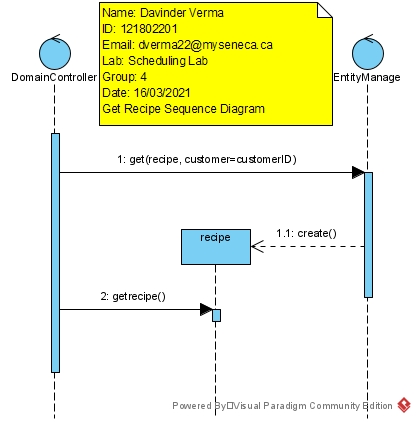 Name: Davinder Verma
ID: 121802201
Email: dverma22@myseneca.ca
Lab: Scheduling Lab
Group: 4
Date: 16/03/2021
Get Recipe Sequence Diagram
DomainController
EntityManage
1: get(recipe, customer=customerID)
recipe
1.1: create()
2: getrecipe()
Powered By Visual Paradigm Community Edition